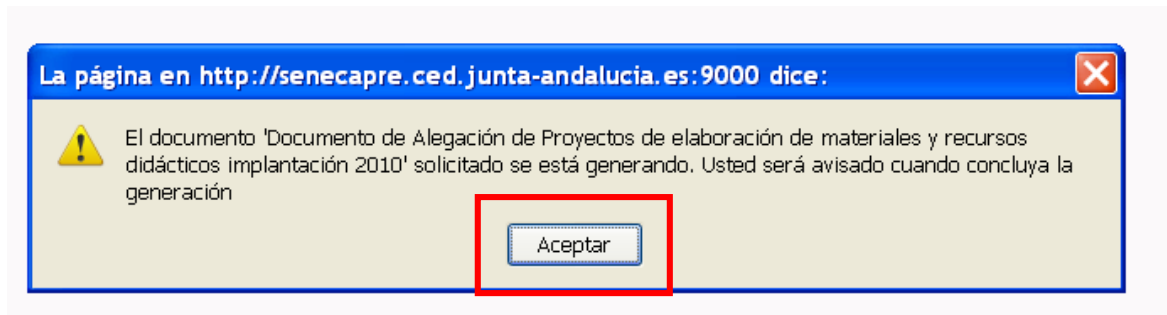 La página en http://senecapre.ced.junta-andalucia.es:9000 dice:
El documento 'Documento de Alegación de Proyectos de elaboración de materiales y recursos
didácticos implantación 2010' solicitado se está generando. Usted será avisado cuando concluya la
generación
Aceptar